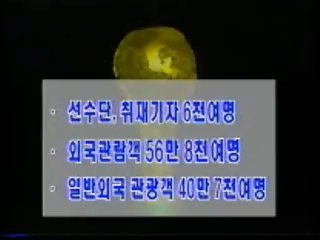 · 선수단, 취재기자 6천여명
· 외국관람객 56만 8천여명
· 일반외국 관광객 40만 7천여명